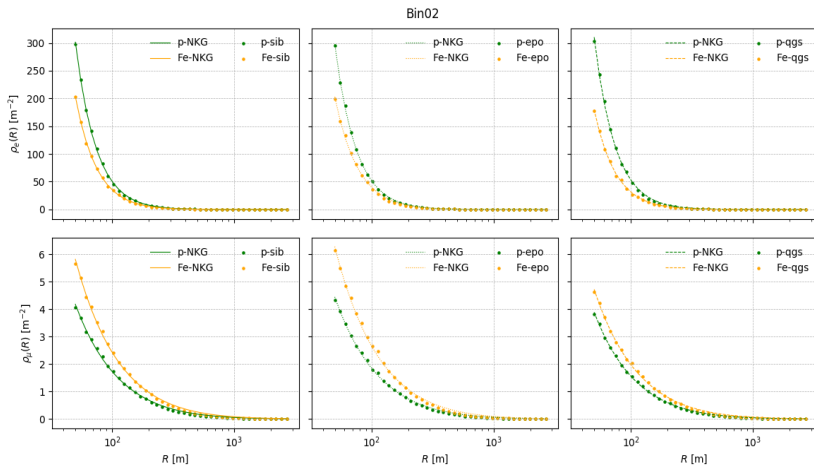 Bin02
p-NKG p-sib
Fe-NKG Fe-sib
p-NKG p-epo
Fe-NKG Fe-epo
p-NKG p-qgs
Fe-NKG Fe-qgs
ρe(R) [m⁻²]
300
250
200
150
100
50
0
p-NKG p-sib
Fe-NKG Fe-sib
p-NKG p-epo
Fe-NKG Fe-epo
p-NKG p-qgs
Fe-NKG Fe-qgs
ρμ(R) [m⁻²]
6
5
4
3
2
1
0
10² 10³ 10² 10³ 10² 10³
R [m] R [m] R [m]